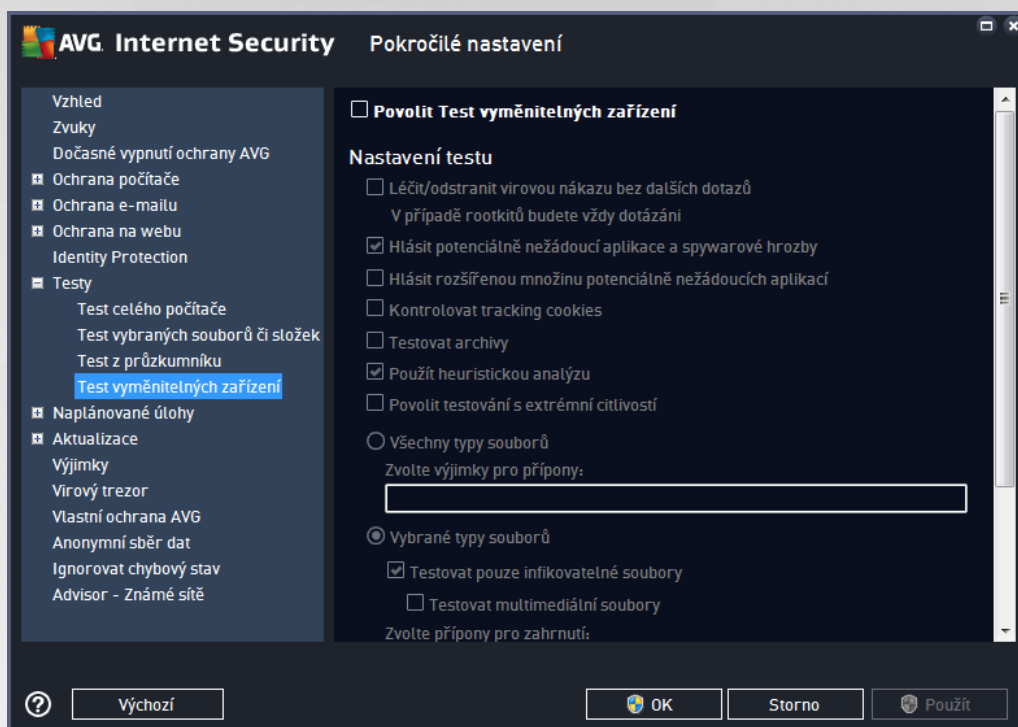 AVG. Internet Security Pokročilé nastavení
Vzhled
Zvuky
Dočasné vypnutí ochrany AVG
Ochrana počítače
Ochrana e-mailu
Ochrana na webu
Identity Protection
Testy
Test celého počítače
Test vybraných souborů či složek
Test z průzkumníku
Test vyměnitelných zařízení
Naplánované úlohy
Aktualizace
Výjimky
Virový trezor
Vlastní ochrana AVG
Anonymní sběr dat
Ignorovat chybový stav
Advisor - Známé sítě
Povolit Test vyměnitelných zařízení
Nastavení testu
Léčit/odstranit virovou nákazu bez dalších dotazů
V případě rootkitů budete vždy dotázáni
Hlásit potenciálně nežádoucí aplikace a spywarové hrozby
Hlásit rozšířenou množinu potenciálně nežádoucích aplikací
Kontrolovat tracking cookies
Testovat archivy
Použít heuristickou analýzu
Povolit testování s extrémní citlivostí
Všechny typy souborů
Zvolte výjimky pro přípony:
Vybrané typy souborů
Testovat pouze infikovatelné soubory
Testovat multimediální soubory
Zvolte přípony pro zahrnutí:
? Výchozí OK Storno Použít